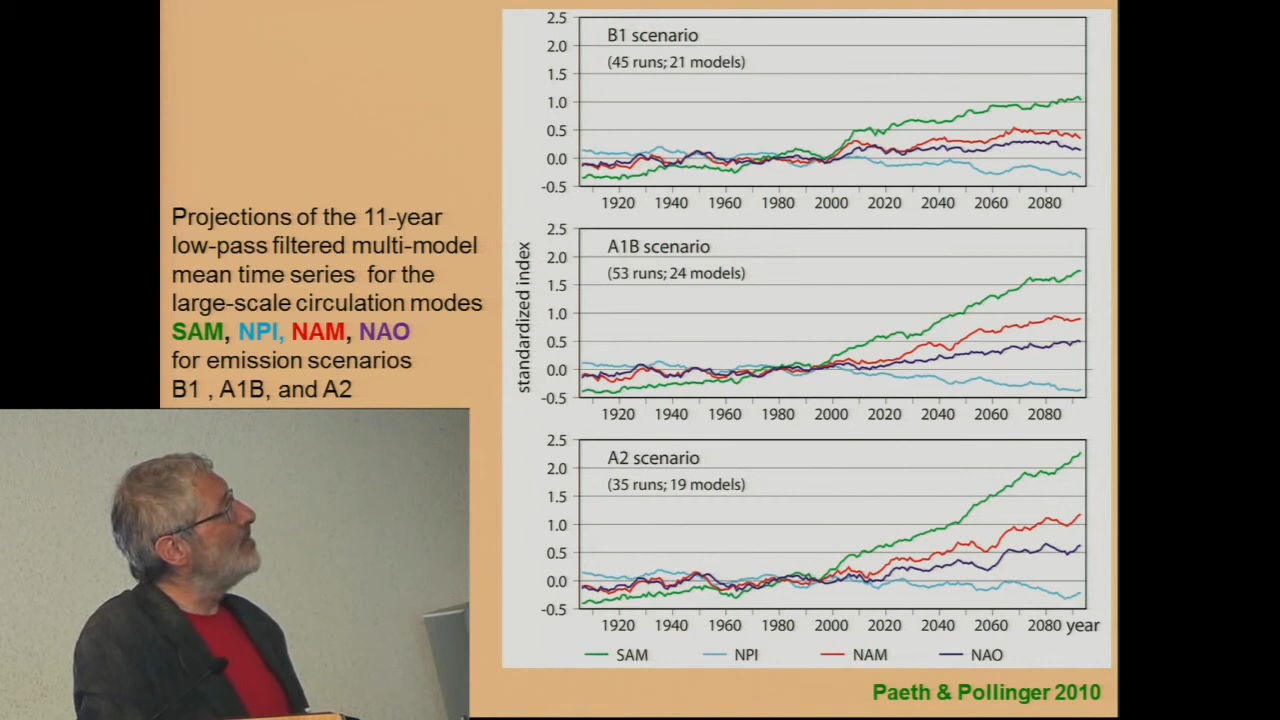 Projections of the 11-year
low-pass filtered multi-model
mean time series for the
large-scale circulation modes
SAM, NPI, NAM, NAO
for emission scenarios
B1 , A1B, and A2
standardized index
B1 scenario
(45 runs; 21 models)
2.5
2.0
1.5
1.0
0.5
0.0
-0.5
1920 1940 1960 1980 2000 2020 2040 2060 2080
A1B scenario
(53 runs; 24 models)
2.5
2.0
1.5
1.0
0.5
0.0
-0.5
1920 1940 1960 1980 2000 2020 2040 2060 2080
A2 scenario
(35 runs; 19 models)
2.5
2.0
1.5
1.0
0.5
0.0
-0.5
1920 1940 1960 1980 2000 2020 2040 2060 2080 year
SAM NPI NAM NAO
Paeth & Pollinger 2010